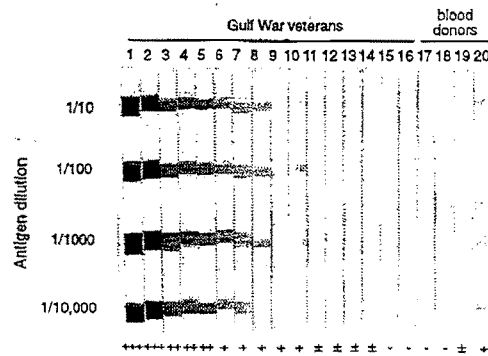 Gulf War veterans
blood donors
1 2 3 4 5 6 7 8 9 10 11 12 13 14 15 16 17 18 19 20
Antigen dilution
1/10
1/100
1/1000
1/10,000
+ + + + ± ± ± ± - - - - ± +